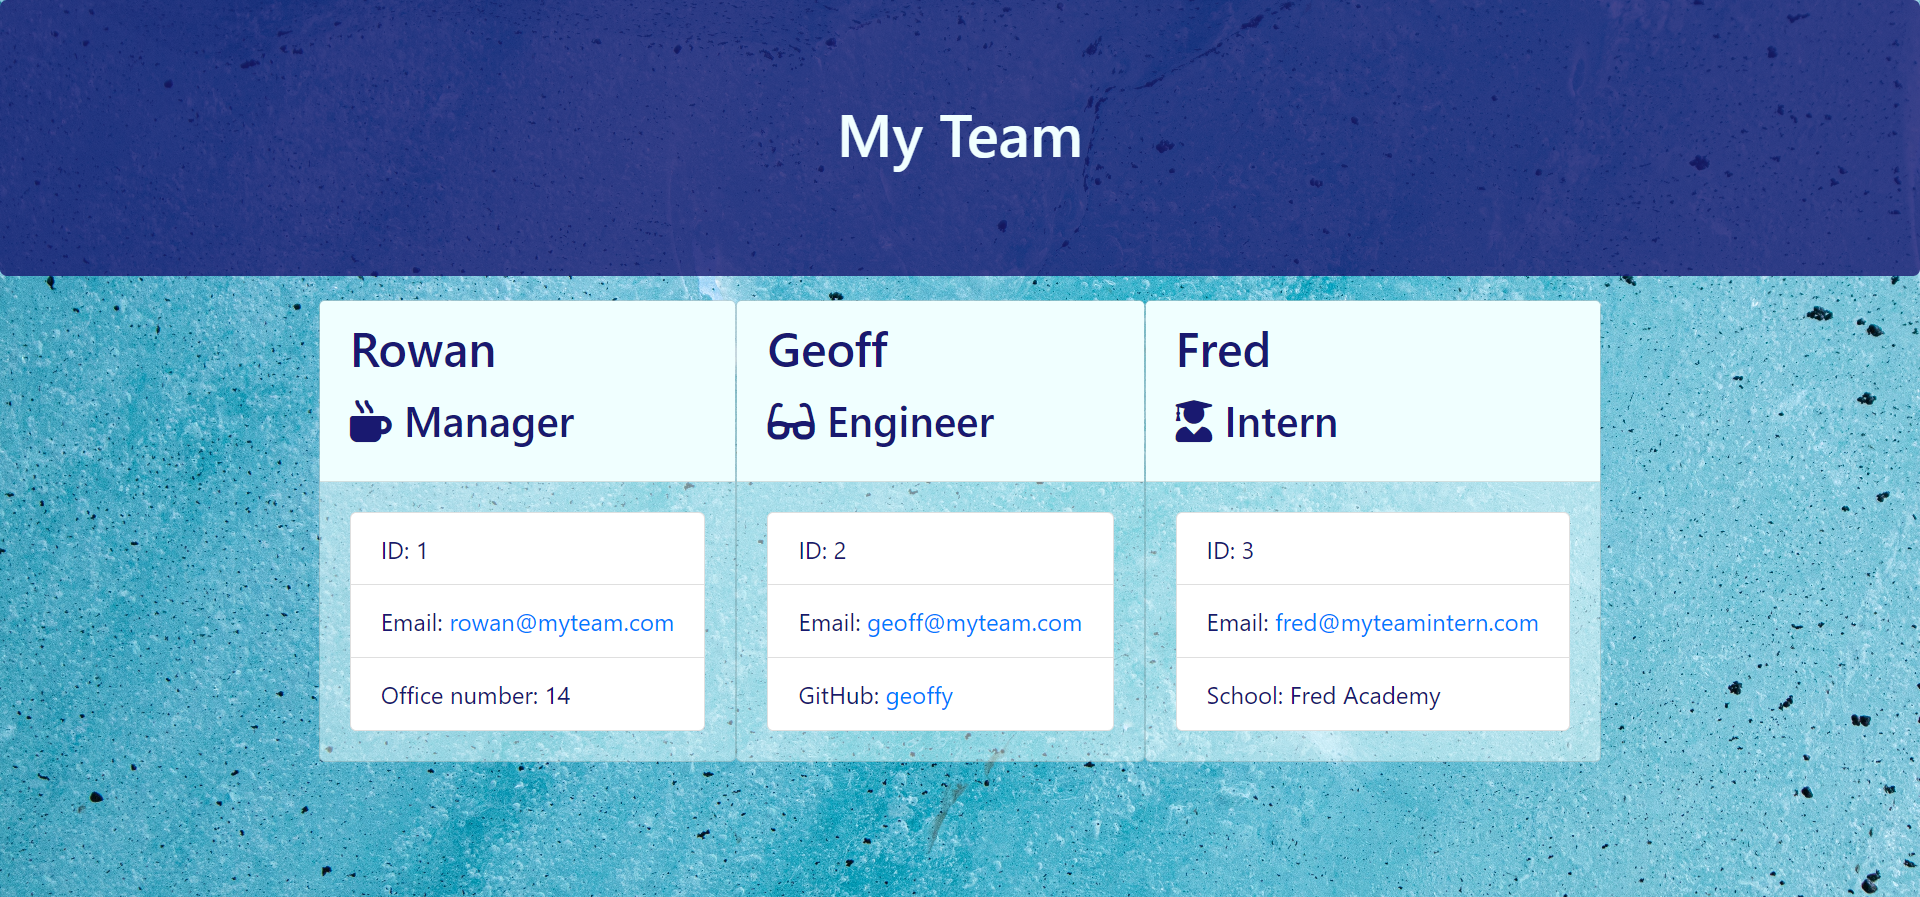 My Team
Rowan
Manager
ID: 1
Email: rowan@myteam.com
Office number: 14
Geoff
Engineer
ID: 2
Email: geoff@myteam.com
GitHub: geoffy
Fred
Intern
ID: 3
Email: fred@myteamintern.com
School: Fred Academy